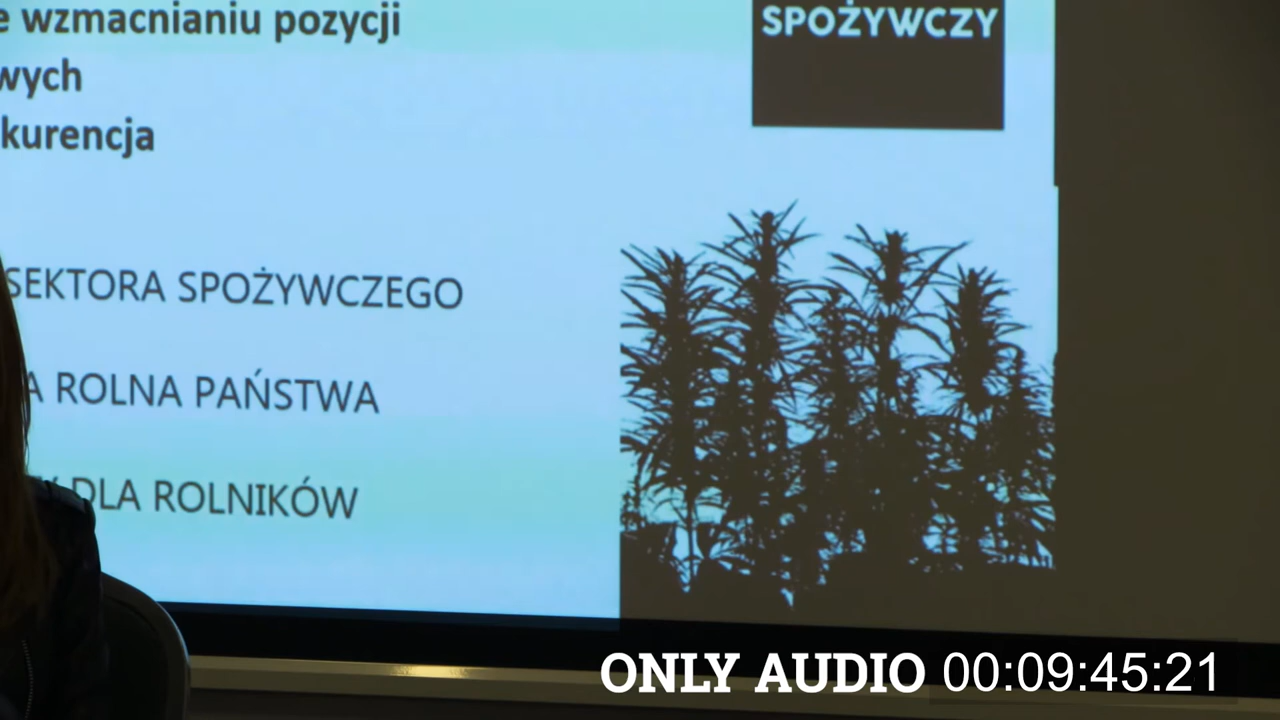 e wzmacnianiu pozycji
wych
kurencja
SPOŻYWCZY
SEKTORA SPOŻYWCZEGO
A ROLNA PAŃSTWA
DLA ROLNIKÓW
ONLY AUDIO 00:09:45:21